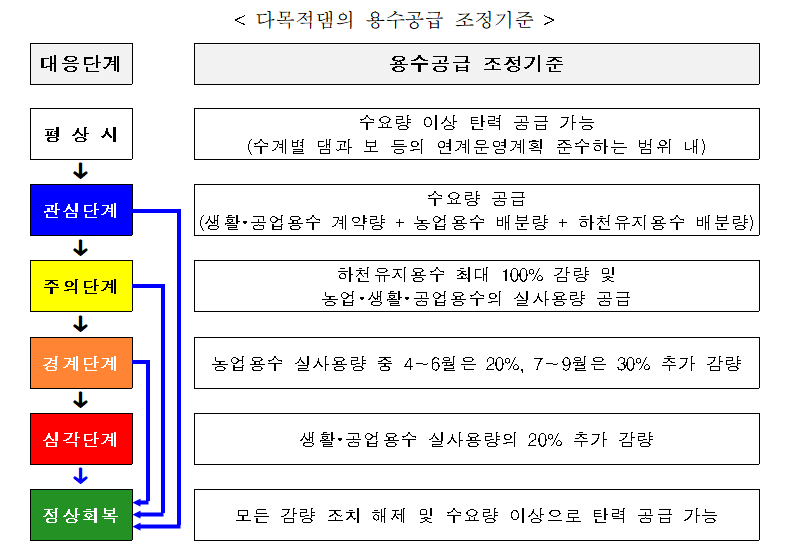 < 다목적댐의 용수공급 조정기준 >
대응단계
용수공급 조정기준
평 상 시
수요량 이상 탄력 공급 가능
(수계별 댐과 보 등의 연계운영계획 준수하는 범위 내)
관심단계
수요량 공급
(생활·공업용수 계약량 + 농업용수 배분량 + 하천유지용수 배분량)
주의단계
하천유지용수 최대 100% 감량 및
농업·생활·공업용수의 실사용량 공급
경계단계
농업용수 실사용량 중 4~6월은 20%, 7~9월은 30% 추가 감량
심각단계
생활·공업용수 실사용량의 20% 추가 감량
정상회복
모든 감량 조치 해제 및 수요량 이상으로 탄력 공급 가능